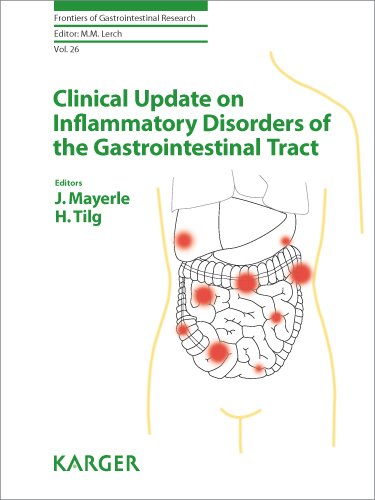 Frontiers of Gastrointestinal Research
Editor: M.M. Lerch
Vol. 26
Clinical Update on
Inflammatory Disorders of
the Gastrointestinal Tract
Editors
J. Mayerle
H. Tilg
KARGER